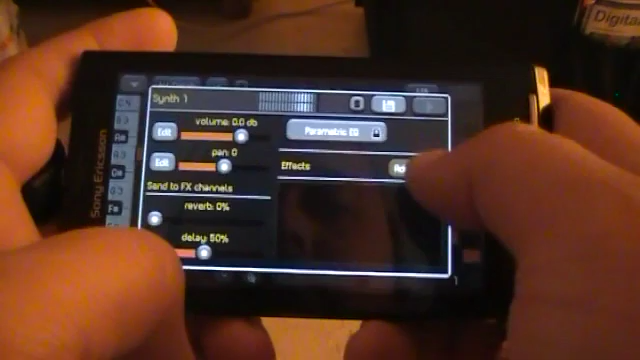 Digital
Synth 1
volume: 0.0 db
Edit
Parametric EQ
pan: 0
Edit
Effects
Send to FX channels
reverb: 0%
delay: 50%
Sony Ericsson